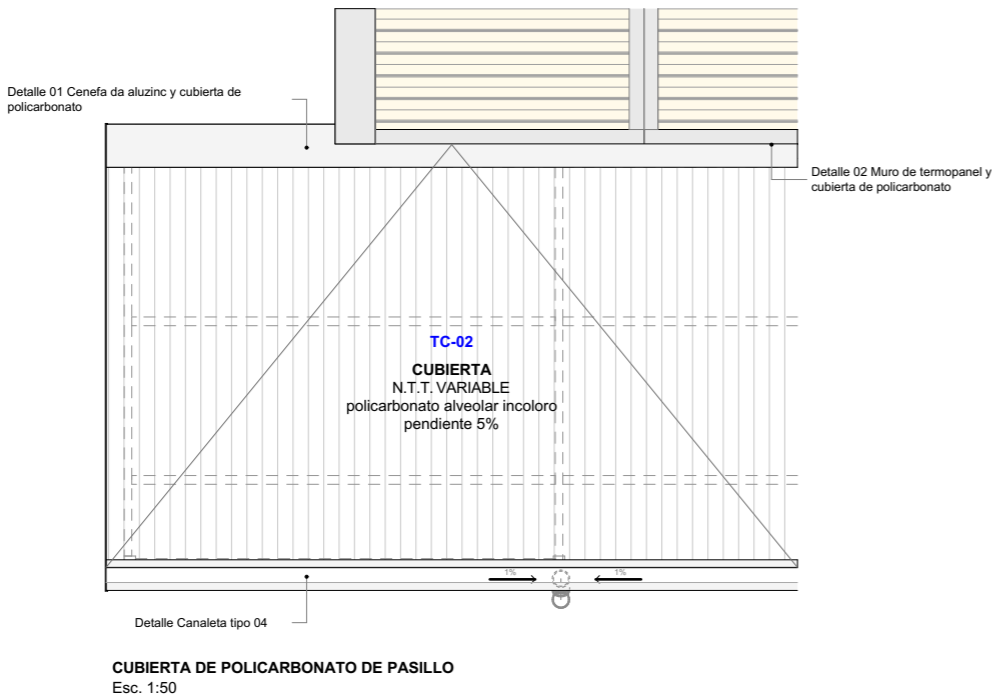 Detalle 01 Cenefa da aluzinc y cubierta de
policarbonato
Detalle 02 Muro de termopanel y
cubierta de policarbonato
TC-02
CUBIERTA
N.T.T. VARIABLE
policarbonato alveolar incoloro
pendiente 5%
1%
1%
Detalle Canaleta tipo 04
CUBIERTA DE POLICARBONATO DE PASILLO
Esc. 1:50